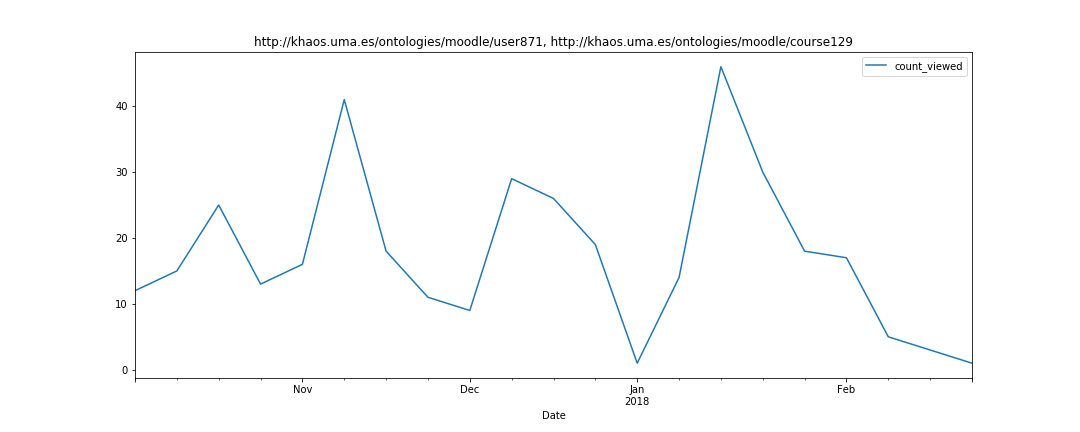 http://khaos.uma.es/ontologies/moodle/user871, http://khaos.uma.es/ontologies/moodle/course129
count_viewed
40
30
20
10
0
Nov
Dec
Jan
2018
Feb
Date